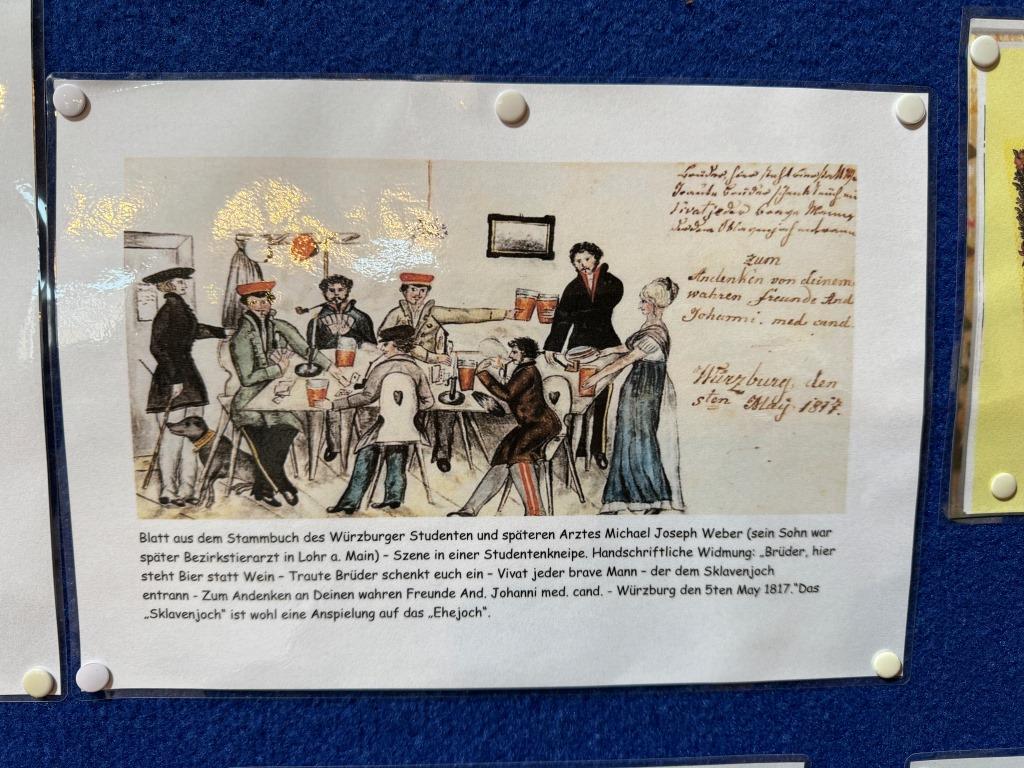 Brüder, hier steht Bier statt Wein
Traute Brüder schenkt euch ein
Vivat jeder brave Mann
der dem Sklavenjoch entrann
zum
Andenken von deinem
wahren Freunde And
Johanni. med cand.
Würzburg, den
5ten May 1817.
Blatt aus dem Stammbuch des Würzburger Studenten und späteren Arztes Michael Joseph Weber (sein Sohn war
später Bezirkstierarzt in Lohr a. Main) – Szene in einer Studentenkneipe. Handschriftliche Widmung: „Brüder, hier
steht Bier statt Wein – Traute Brüder schenkt euch ein – Vivat jeder brave Mann – der dem Sklavenjoch
entrann - Zum Andenken an Deinen wahren Freunde And. Johanni med. cand. - Würzburg den 5ten May 1817.“Das
„Sklavenjoch“ ist wohl eine Anspielung auf das „Ehejoch“.